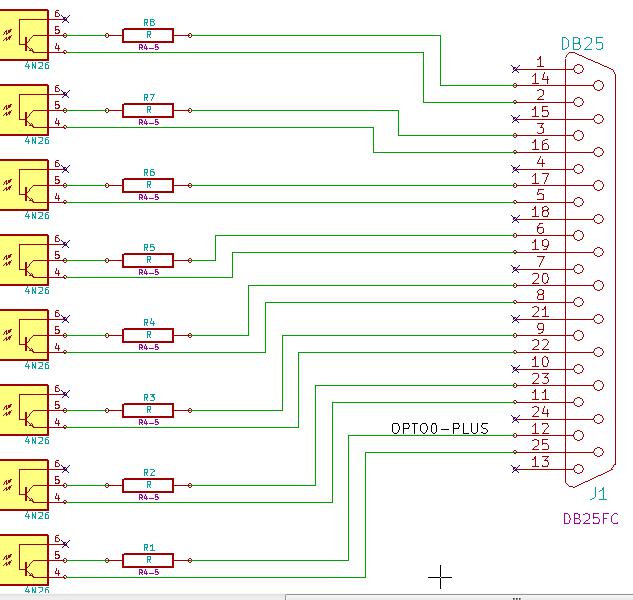 DB25
6
5
4
4N26
R8
R
R4-5
6
5
4
4N26
R7
R
R4-5
6
5
4
4N26
R6
R
R4-5
6
5
4
4N26
R5
R
R4-5
6
5
4
4N26
R4
R
R4-5
6
5
4
4N26
R3
R
R4-5
6
5
4
4N26
R2
R
R4-5
6
5
4
4N26
R1
R
R4-5
OPTO0-PLUS
1
14
2
15
3
16
4
17
5
18
6
19
7
20
8
21
9
22
10
23
11
24
12
25
13
J1
DB25FC